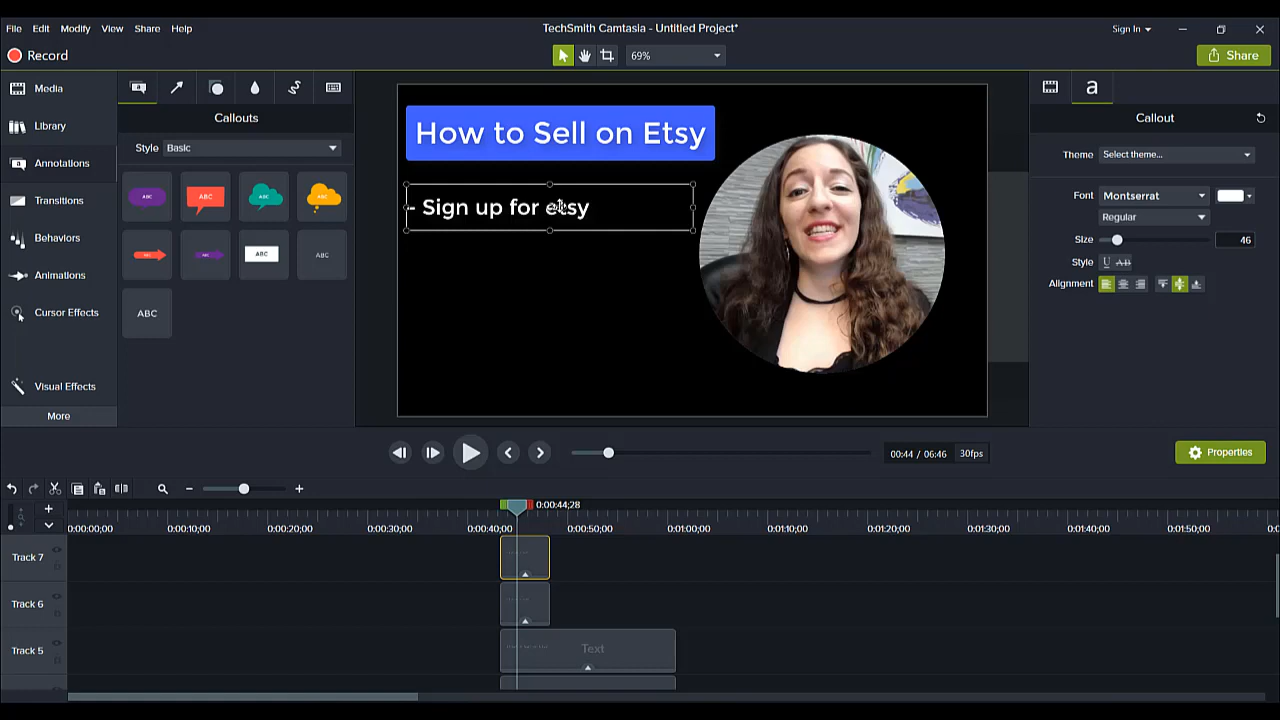 File Edit Modify View Share Help
TechSmith Camtasia - Untitled Project*
Sign In
Record
69%
Share
Media
Library
Annotations
Transitions
Behaviors
Animations
Cursor Effects
Visual Effects
More
Callouts
Style Basic
ABC ABC ABC ABC
ABC ABC ABC ABC
ABC
How to Sell on Etsy
- Sign up for etsy
a
Callout
Theme Select theme...
Font Montserrat
Regular
Size 46
Style U AB
Alignment
00:44 / 06:46 30fps
Properties
0:00:44;28
0:00:00;00 0:00:10;00 0:00:20;00 0:00:30;00 0:00:40;00 0:00:50;00 0:01:00;00 0:01:10;00 0:01:20;00 0:01:30;00 0:01:40;00 0:01:50;00
Track 7
Track 6
Track 5
Text